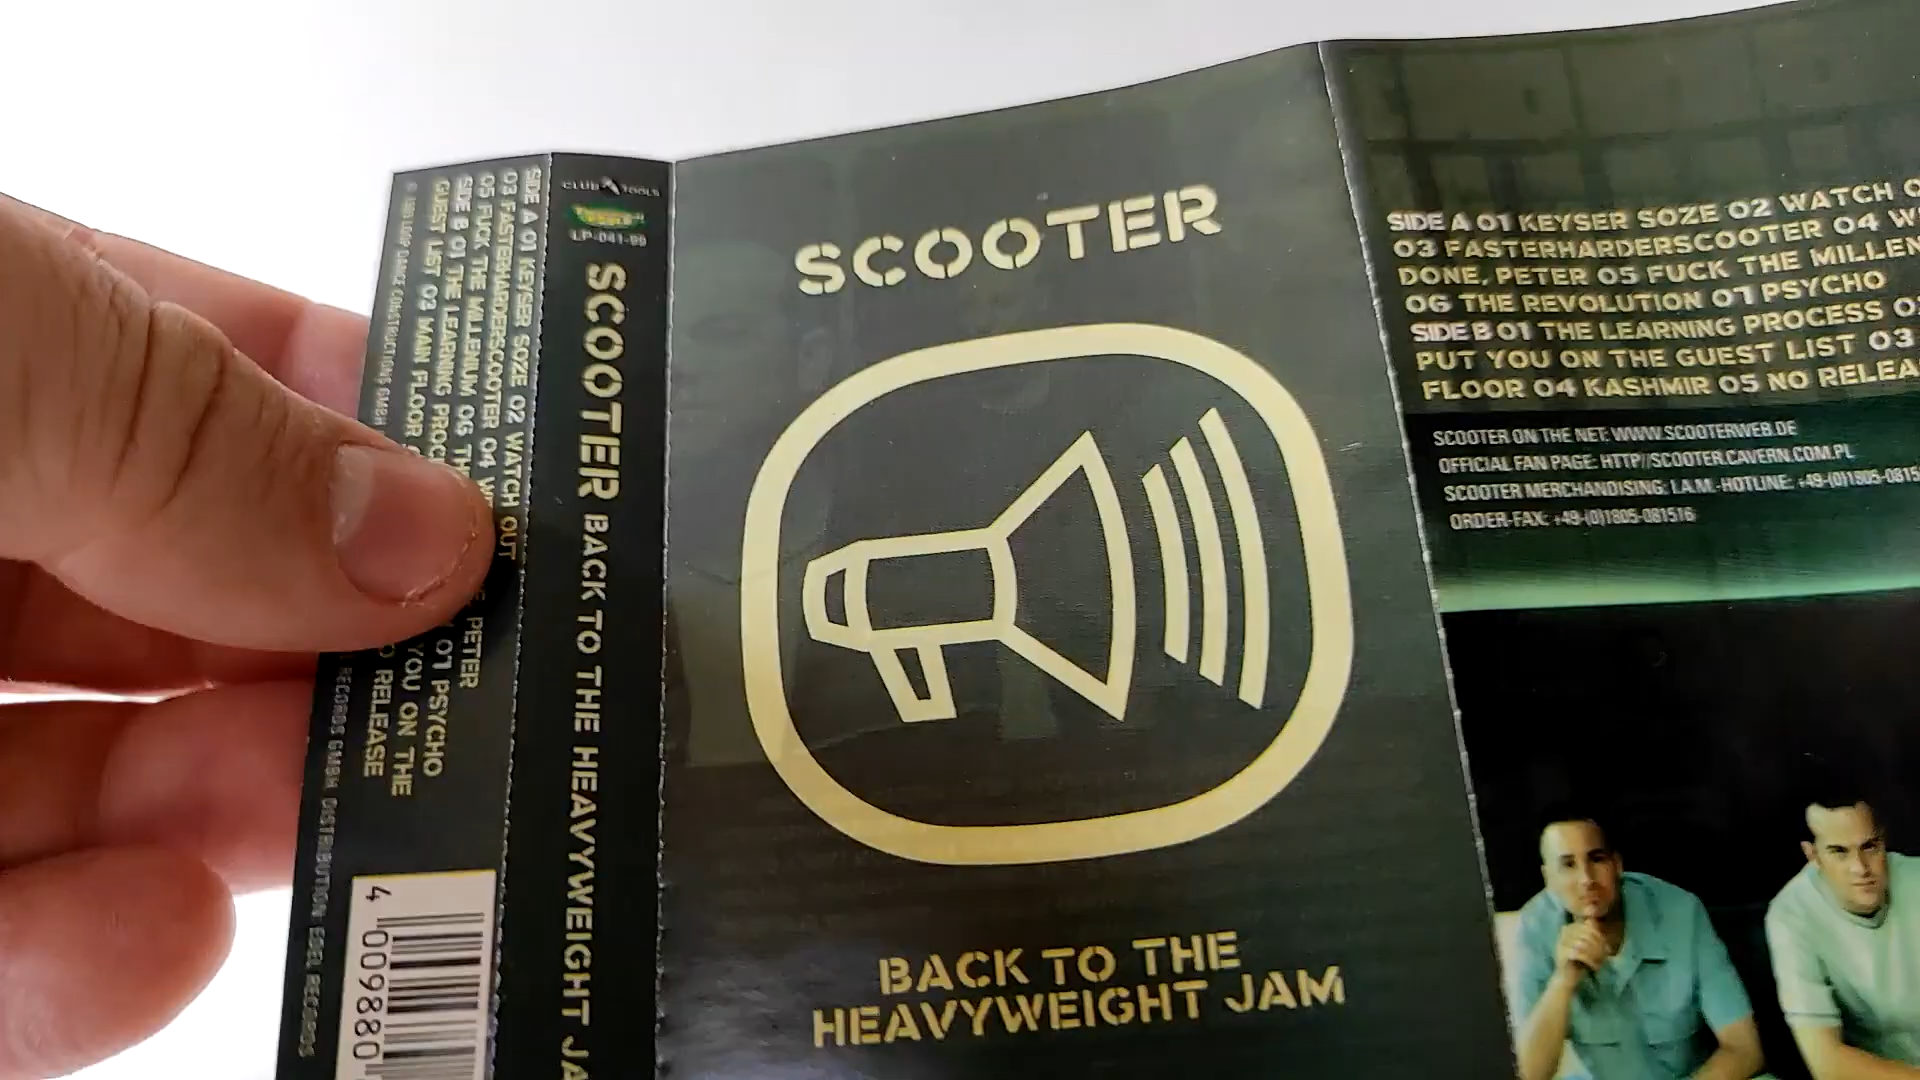 © 1999 LOOP DANCE CONSTRUCTIONS GMBH
RECORDS GMBH DISTRIBUTION EDEL RECORDS
SIDE A 01 KEYSER SOZE 02 WATCH OUT
03 FASTERHARDERSCOOTER 04 PETER
05 FUCK THE MILLENIUM 06 07 PSYCHO
SIDE B 01 THE LEARNING YOU ON THE
GUEST LIST 03 MAIN FLOOR RELEASE
4 009880
CLUB TOOLS
LP-041-99
SCOOTER BACK TO THE HEAVYWEIGHT JA
SCOOTER
BACK TO THE
HEAVYWEIGHT JAM
SIDE A 01 KEYSER SOZE 02 WATCH O
03 FASTERHARDERSCOOTER 04 W
DONE, PETER 05 FUCK THE MILLEN
06 THE REVOLUTION 07 PSYCHO
SIDE B 01 THE LEARNING PROCESS 0
PUT YOU ON THE GUEST LIST 03
FLOOR 04 KASHMIR 05 NO RELEA
SCOOTER ON THE NET: WWW.SCOOTERWEB.DE
OFFICIAL FAN PAGE: HTTP//SCOOTER.CAVERN.COM.PL
SCOOTER MERCHANDISING: I.A.M.-HOTLINE: +49-(0)1805-0815
ORDER-FAX: +49-(0)1805-081516